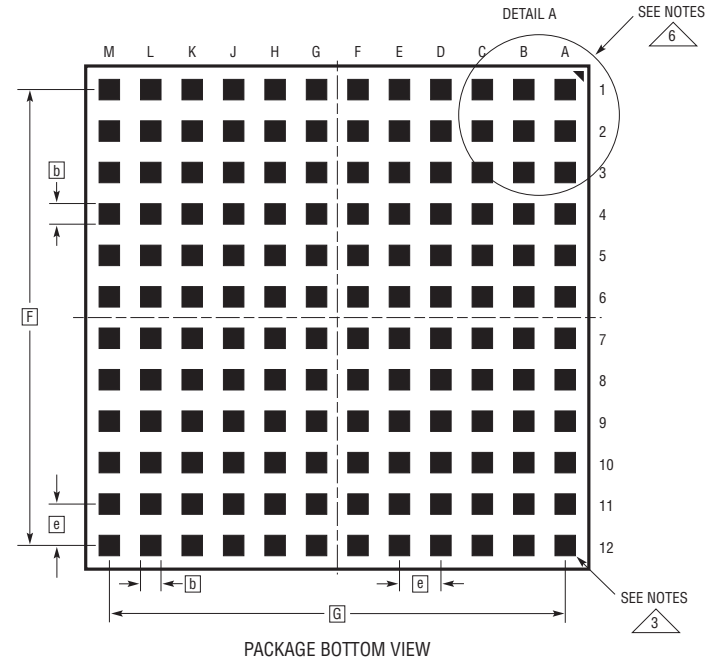 DETAIL A
SEE NOTES
6
M L K J H G F E D C B A
1
2
3
b
4
5
6
F
7
8
9
10
11
e
12
b
e
G
SEE NOTES
3
PACKAGE BOTTOM VIEW